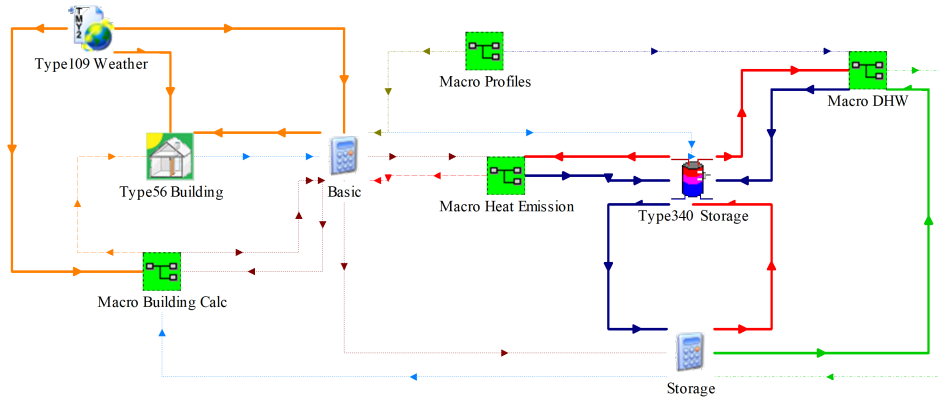 TMY2
Type109 Weather
Macro Profiles
Macro DHW
Type56 Building
Basic
Macro Heat Emission
Type340 Storage
Macro Building Calc
Storage